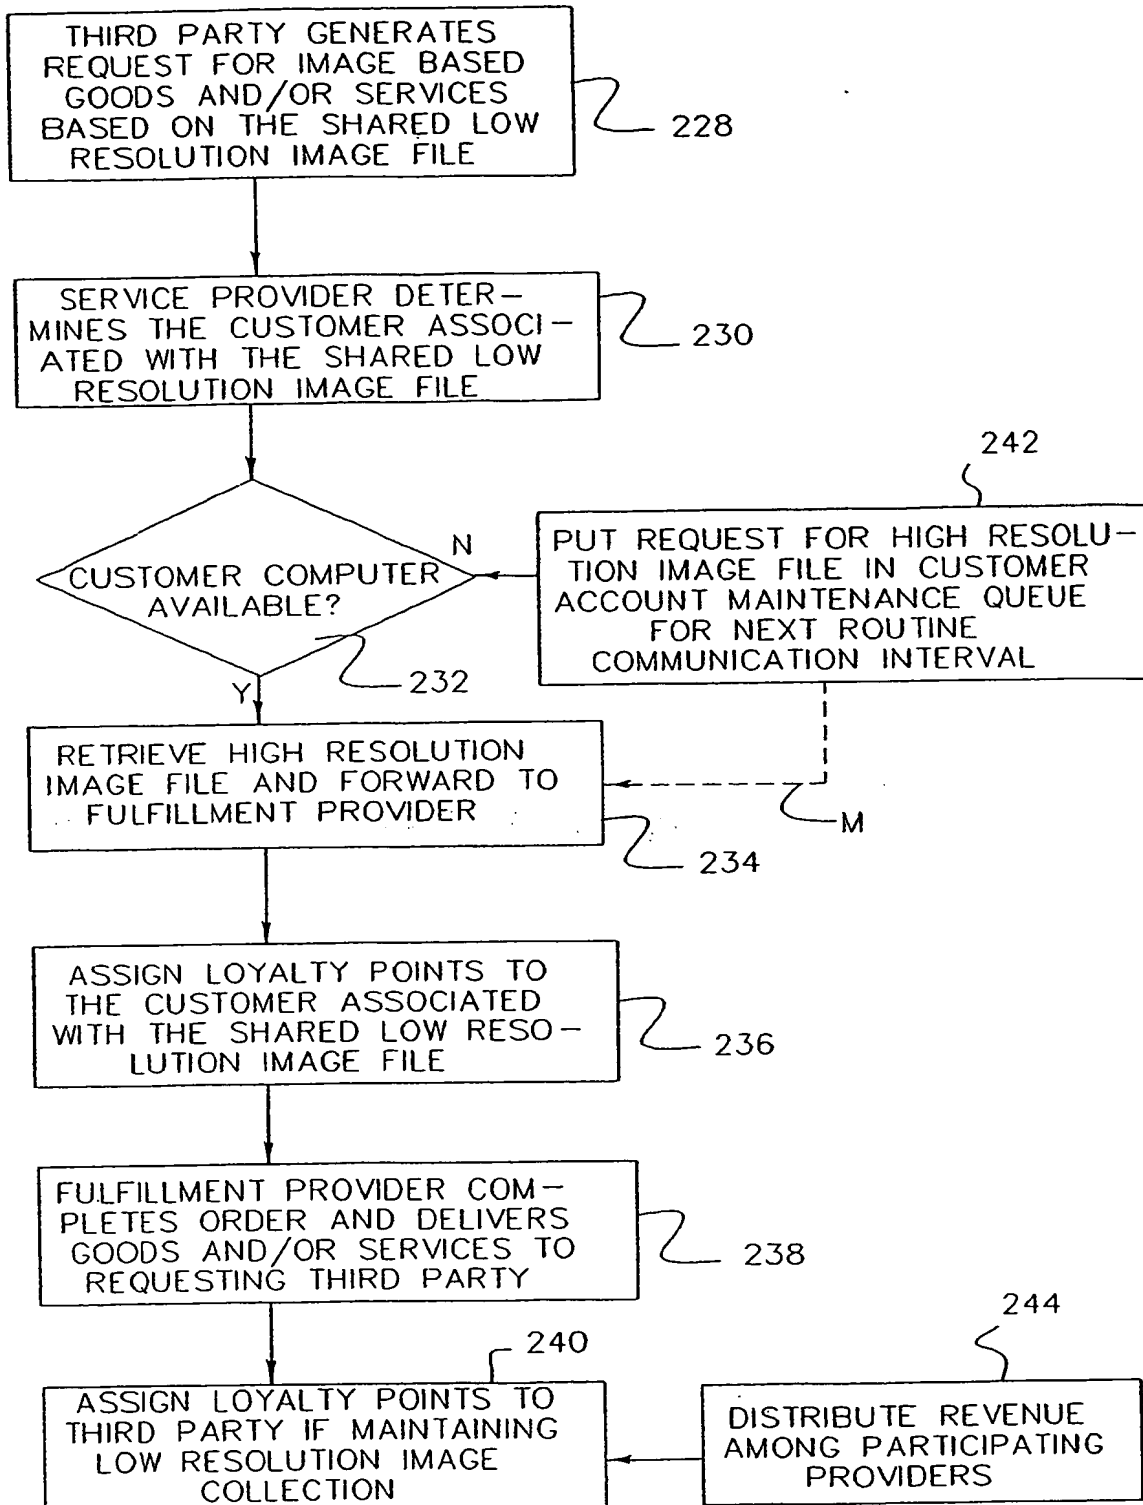 THIRD PARTY GENERATES
REQUEST FOR IMAGE BASED
GOODS AND/OR SERVICES
BASED ON THE SHARED LOW
RESOLUTION IMAGE FILE
228
SERVICE PROVIDER DETER-
MINES THE CUSTOMER ASSOCI-
ATED WITH THE SHARED LOW
RESOLUTION IMAGE FILE
230
242
CUSTOMER COMPUTER
AVAILABLE?
N
232
Y
PUT REQUEST FOR HIGH RESOLU-
TION IMAGE FILE IN CUSTOMER
ACCOUNT MAINTENANCE QUEUE
FOR NEXT ROUTINE
COMMUNICATION INTERVAL
RETRIEVE HIGH RESOLUTION
IMAGE FILE AND FORWARD TO
FULFILLMENT PROVIDER
M
234
ASSIGN LOYALTY POINTS TO
THE CUSTOMER ASSOCIATED
WITH THE SHARED LOW RESO-
LUTION IMAGE FILE
236
FULFILLMENT PROVIDER COM-
PLETES ORDER AND DELIVERS
GOODS AND/OR SERVICES TO
REQUESTING THIRD PARTY
238
240
244
ASSIGN LOYALTY POINTS TO
THIRD PARTY IF MAINTAINING
LOW RESOLUTION IMAGE
COLLECTION
DISTRIBUTE REVENUE
AMONG PARTICIPATING
PROVIDERS